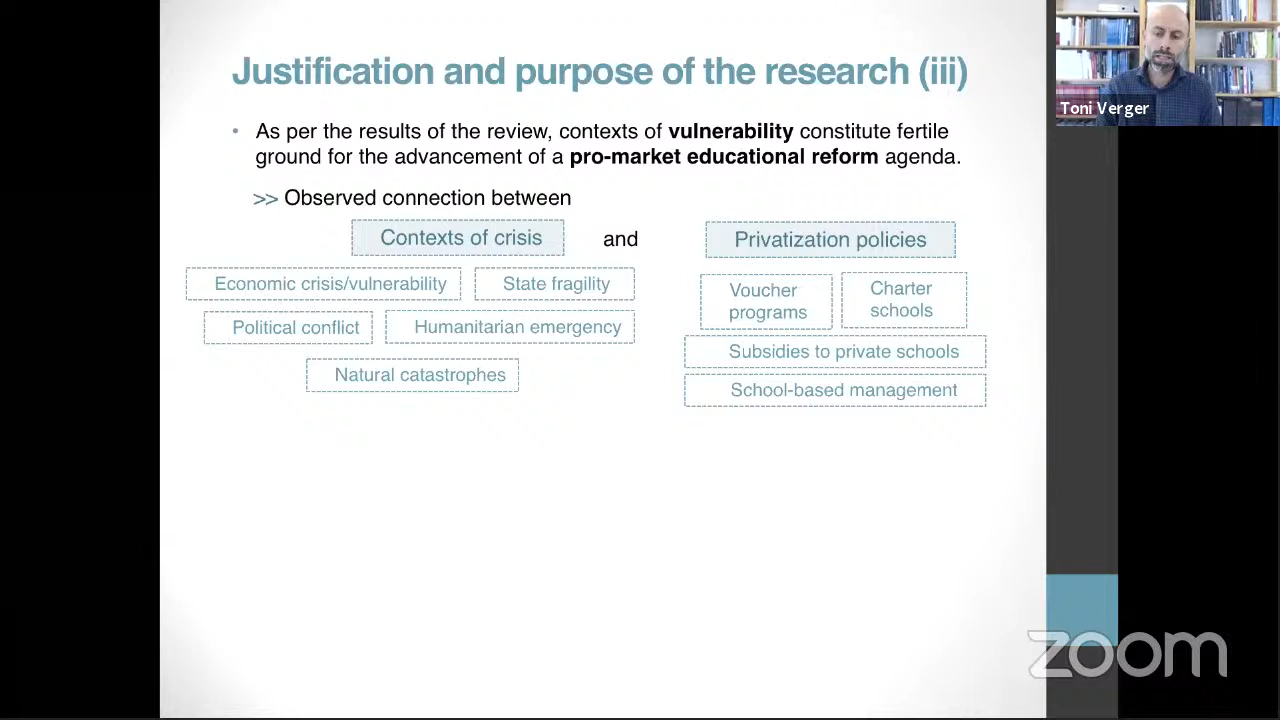 Justification and purpose of the research (iii)
• As per the results of the review, contexts of vulnerability constitute fertile
ground for the advancement of a pro-market educational reform agenda.
>> Observed connection between
Contexts of crisis and Privatization policies
Economic crisis/vulnerability
State fragility
Political conflict
Humanitarian emergency
Natural catastrophes
Voucher
programs
Charter
schools
Subsidies to private schools
School-based management
Toni Verger
zoom